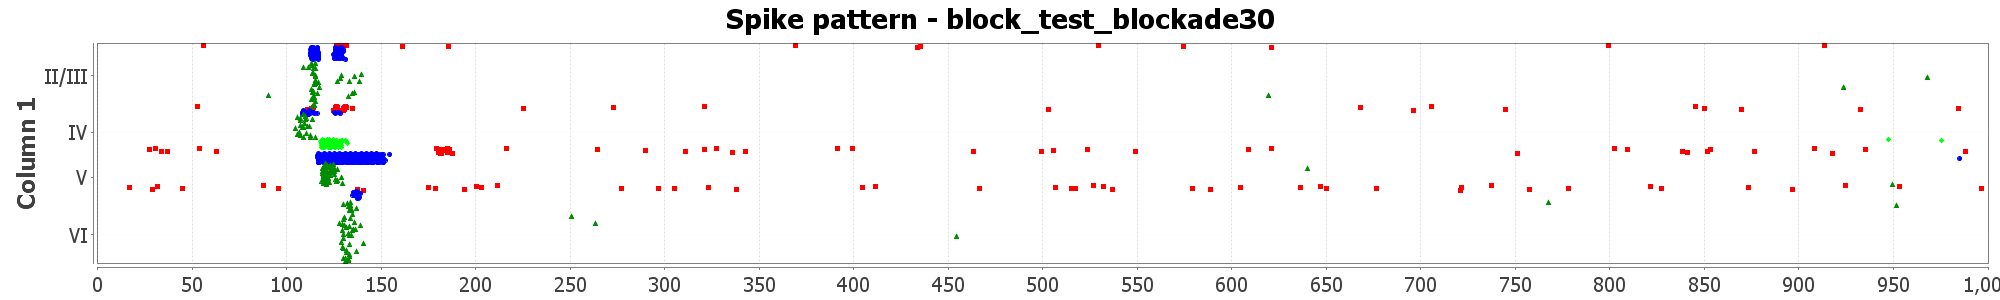 Spike pattern - block_test_blockade30
Column 1
II/III
IV
V
VI
0 50 100 150 200 250 300 350 400 450 500 550 600 650 700 750 800 850 900 950 1,00